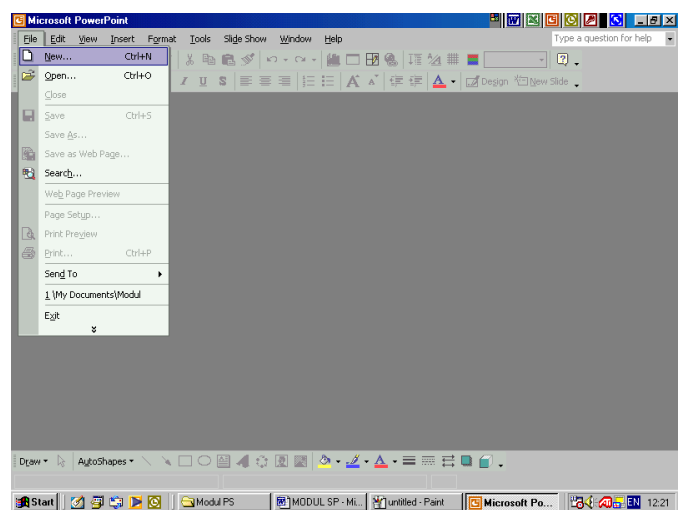 Microsoft PowerPoint
File Edit View Insert Format Tools Slide Show Window Help Type a question for help
New... Ctrl+N
Open... Ctrl+O
Design New Slide
Close
Save Ctrl+S
Save As...
Save as Web Page...
Search...
Web Page Preview
Page Setup...
Print Preview
Print... Ctrl+P
Send To
1 \My Documents\Modul
Exit
Draw AutoShapes
Start Modul PS MODUL SP - Mi... untitled - Paint Microsoft Po... EN 12:21